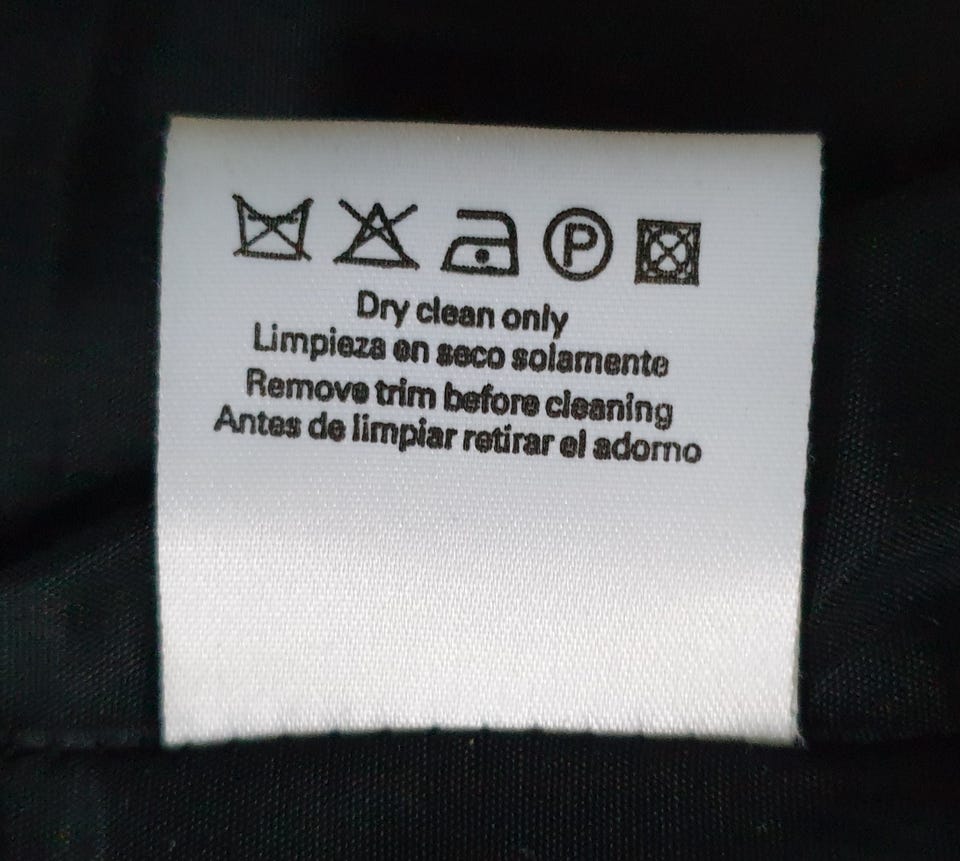 P
Dry clean only
Limpieza en seco solamente
Remove trim before cleaning
Antes de limpiar retirar el adorno